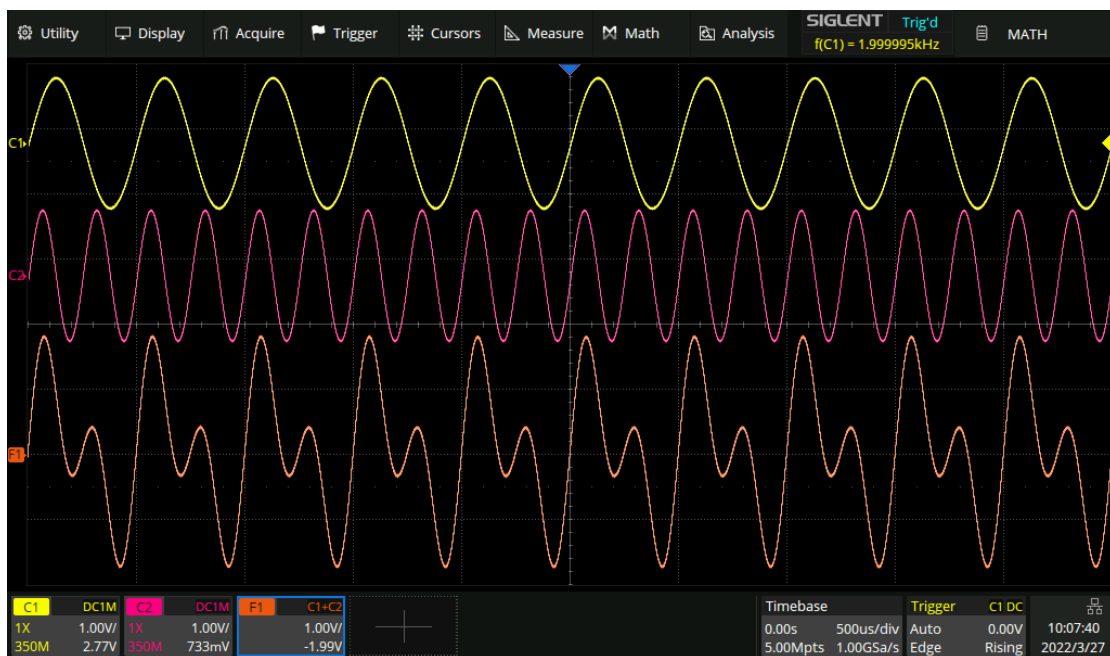 Utility Display Acquire Trigger Cursors Measure Math Analysis SIGLENT Trig'd
f(C1) = 1.999995kHz
MATH
C1
C2
F1
C1 DC1M C2 DC1M F1 C1+C2
1X 1.00V/ 1X 1.00V/ 1.00V/
350M 2.77V 350M 733mV -1.99V
Timebase Trigger C1 DC
0.00s 500us/div Auto 0.00V 10:07:40
5.00Mpts 1.00GSa/s Edge Rising 2022/3/27